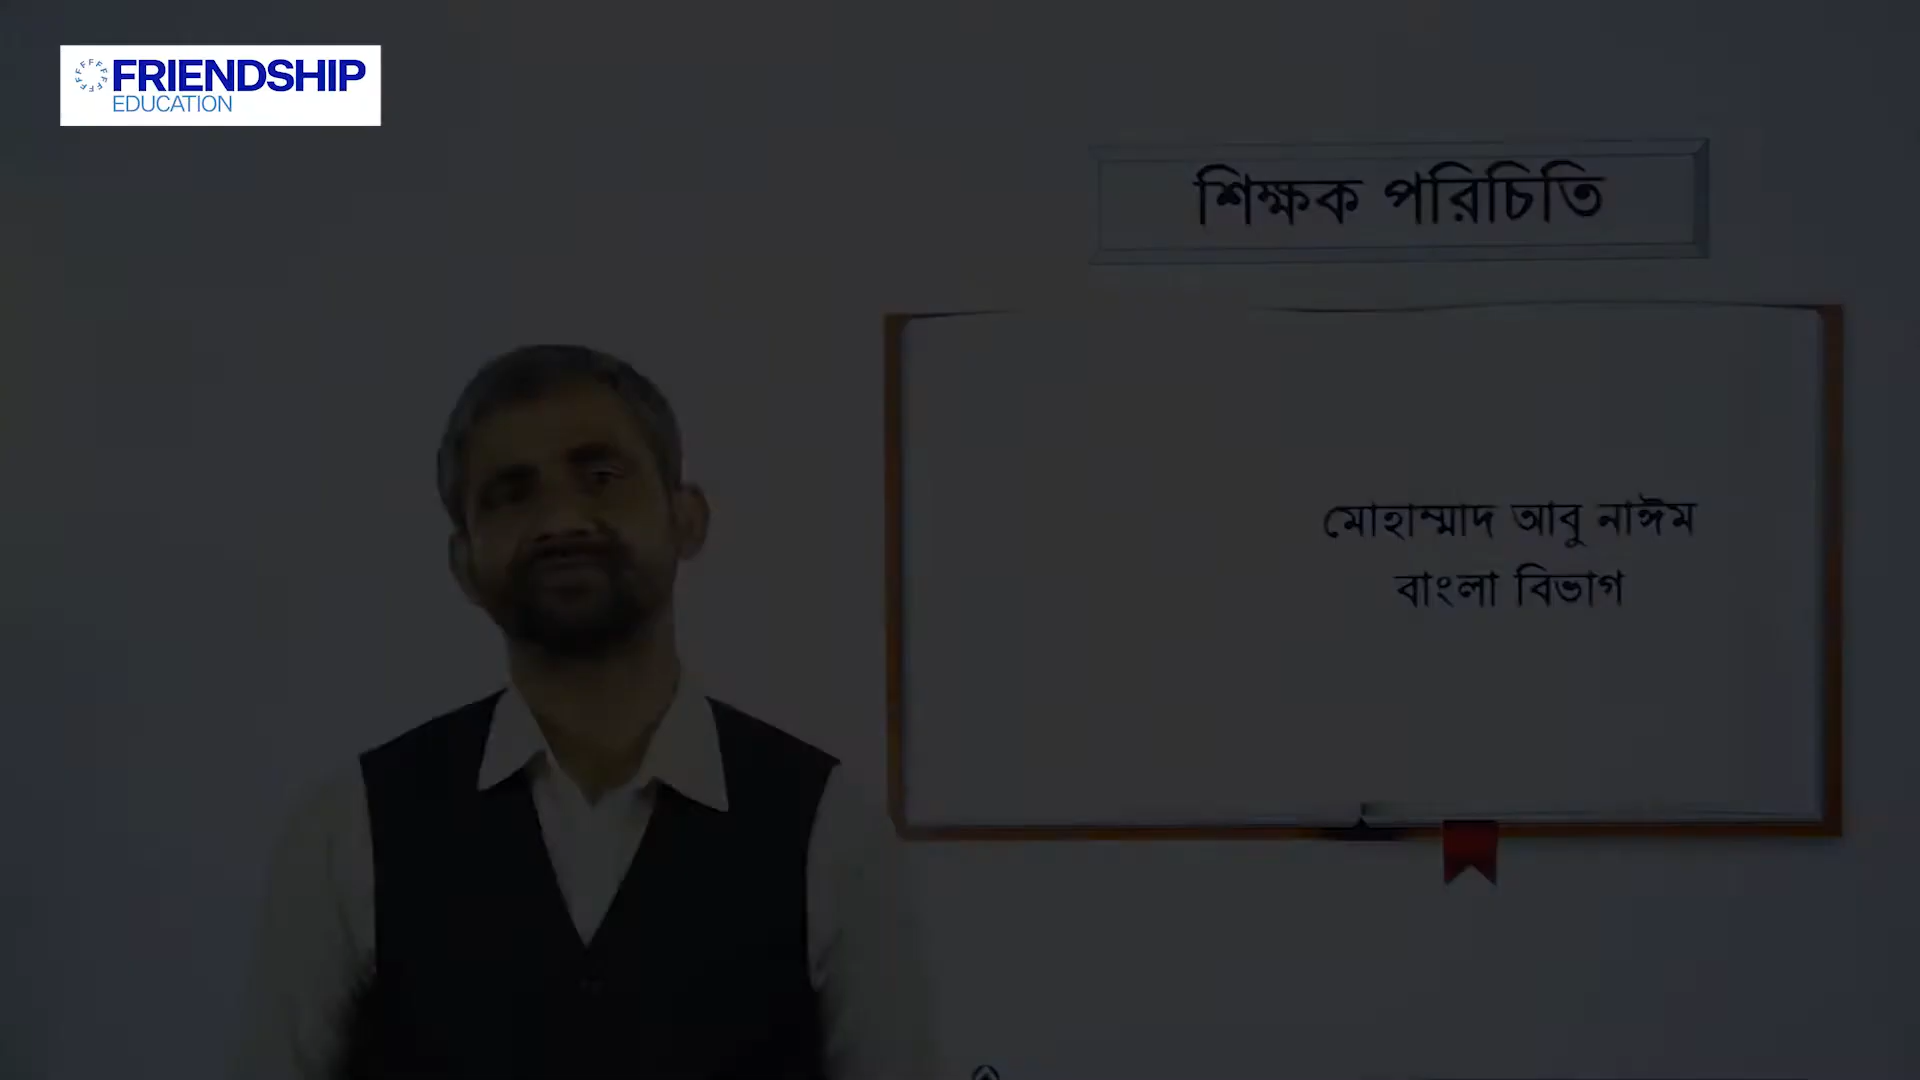 FRIENDSHIP
EDUCATION
শিক্ষক পরিচিতি
মোহাম্মাদ আবু নাঈম
বাংলা বিভাগ